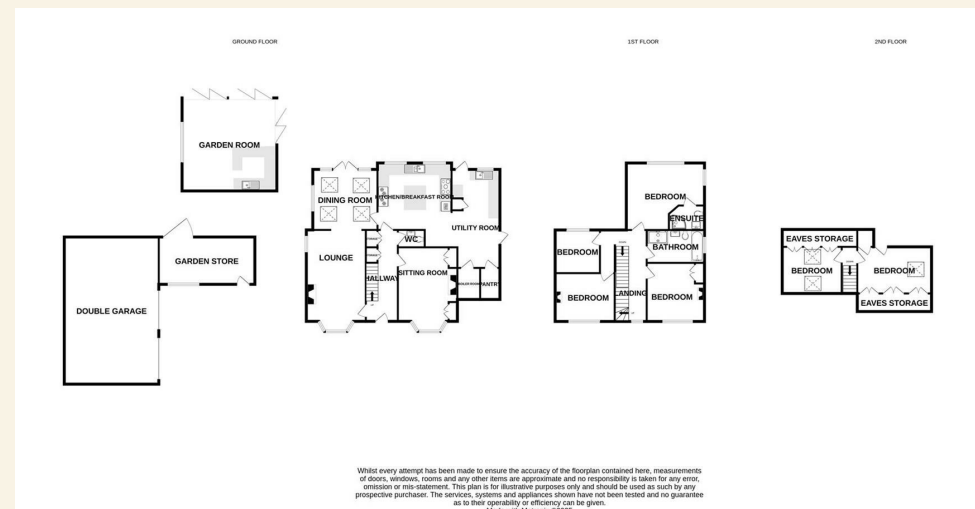 GROUND FLOOR
1ST FLOOR
2ND FLOOR
GARDEN ROOM
DINING ROOM
KITCHEN/BREAKFAST ROOM
UTILITY ROOM
WC
LOUNGE
HALLWAY
SITTING ROOM
BOILER ROOM
PANTRY
GARDEN STORE
DOUBLE GARAGE
BEDROOM
ENSUITE
BATHROOM
BEDROOM
BEDROOM
LANDING
BEDROOM
EAVES STORAGE
BEDROOM
BEDROOM
EAVES STORAGE
Whilst every attempt has been made to ensure the accuracy of the floorplan contained here, measurements
of doors, windows, rooms and any other items are approximate and no responsibility is taken for any error,
omission or mis-statement. This plan is for illustrative purposes only and should be used as such by any
prospective purchaser. The services, systems and appliances shown have not been tested and no guarantee
as to their operability or efficiency can be given.